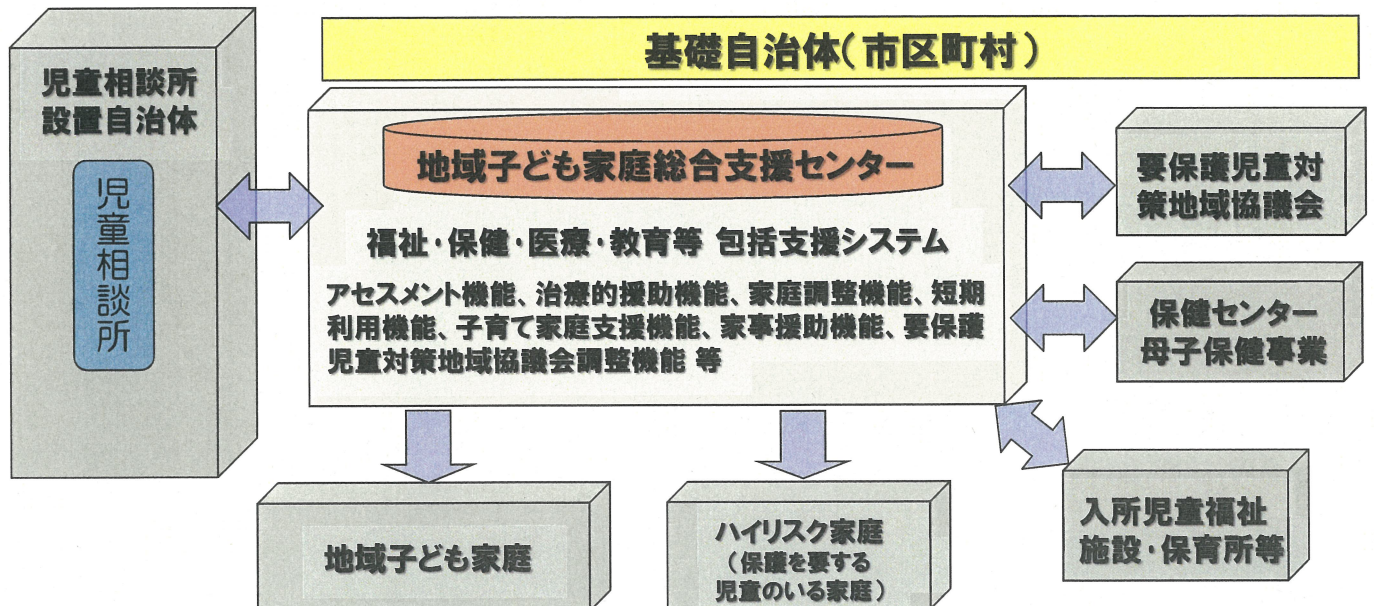 基礎自治体(市区町村)
児童相談所
設置自治体
児童相談所
地域子ども家庭総合支援センター
福祉・保健・医療・教育等 包括支援システム
アセスメント機能、治療的援助機能、家庭調整機能、短期
利用機能、子育て家庭支援機能、家事援助機能、要保護
児童対策地域協議会調整機能 等
要保護児童対
策地域協議会
保健センター
母子保健事業
入所児童福祉
施設・保育所等
地域子ども家庭
ハイリスク家庭
(保護を要する
児童のいる家庭)